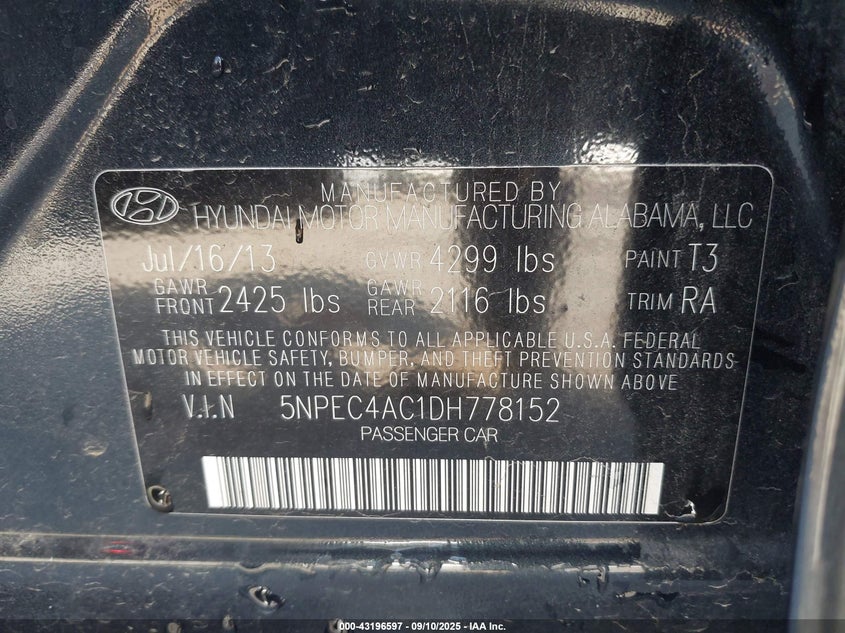 MANUFACTURED BY
HYUNDAI MOTOR MANUFACTURING ALABAMA, LLC
Jul/16/13 GVWR 4299 lbs PAINT T3
GAWR FRONT 2425 lbs GAWR REAR 2116 lbs TRIM RA
THIS VEHICLE CONFORMS TO ALL APPLICABLE U.S.A. FEDERAL
MOTOR VEHICLE SAFETY, BUMPER, AND THEFT PREVENTION STANDARDS
IN EFFECT ON THE DATE OF MANUFACTURE SHOWN ABOVE.
V.I.N 5NPEC4AC1DH778152
PASSENGER CAR
000-43196597 - 09/10/2025 - IAA Inc.